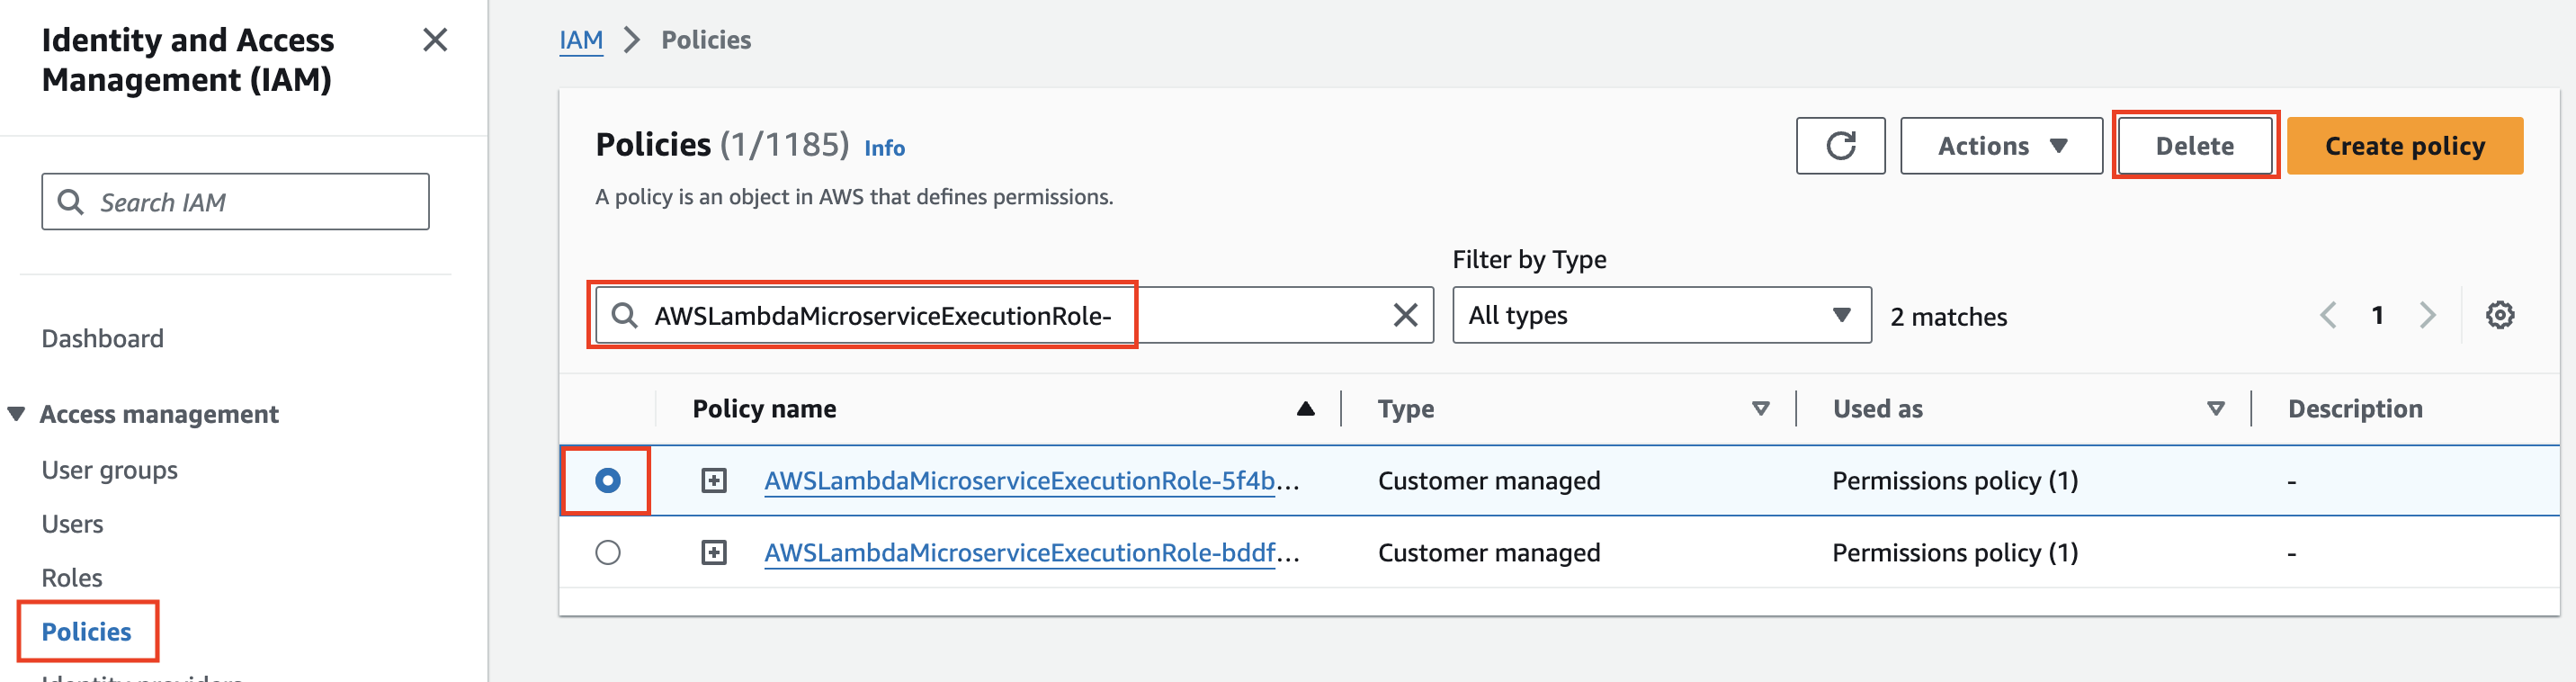 Identity and Access
Management (IAM)
Search IAM
Dashboard
Access management
User groups
Users
Roles
Policies
Identity providers
IAM > Policies
Policies (1/1185) Info
A policy is an object in AWS that defines permissions.
Actions
Delete
Create policy
Filter by Type
AWSLambdaMicroserviceExecutionRole-
All types
2 matches
1
Policy name Type Used as Description
AWSLambdaMicroserviceExecutionRole-5f4b... Customer managed Permissions policy (1) -
AWSLambdaMicroserviceExecutionRole-bddf... Customer managed Permissions policy (1) -